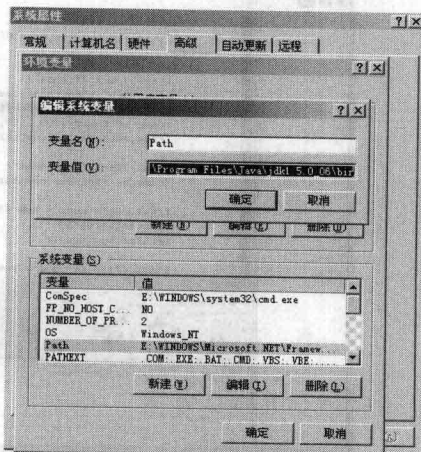 系统属性
常规 计算机名 硬件 高级 自动更新 远程
环境变量
编辑系统变量
变量名(N): Path
变量值(V): \Program Files\Java\jdk1.5.0_06\bin
确定 取消
新建(N) 编辑(E) 删除(D)
系统变量(S)
变量 值
ComSpec E:\WINDOWS\system32\cmd.exe
FP_NO_HOST_C... NO
NUMBER_OF_PR... 2
OS Windows_NT
Path E:\WINDOWS\Microsoft.NET\Framew...
PATHEXT .COM;.EXE;.BAT;.CMD;.VBS;.VBE;...
新建(W) 编辑(I) 删除(L)
确定 取消